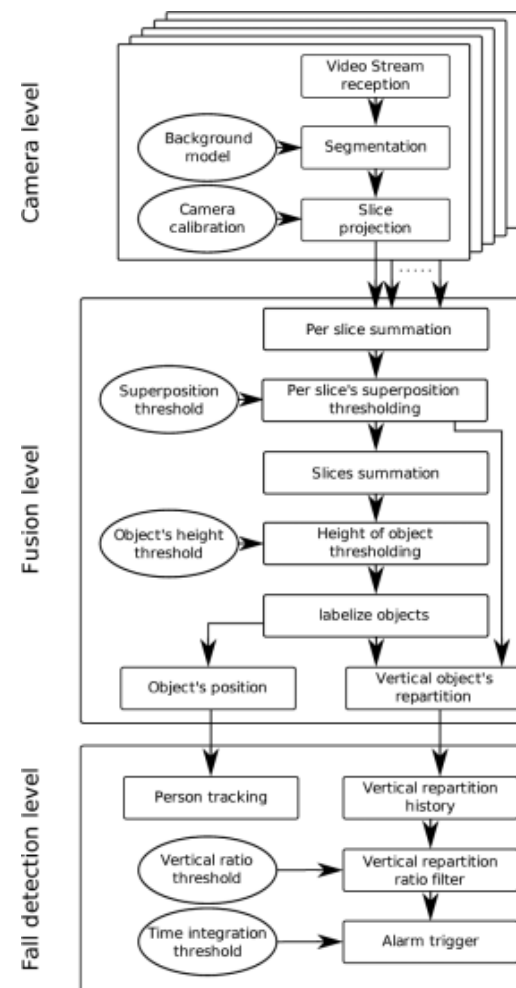 Camera level
Video Stream
reception
Background
model
Segmentation
Camera
calibration
Slice
projection
.....
Fusion level
Per slice summation
Superposition
threshold
Per slice's superposition
thresholding
Slices summation
Object's height
threshold
Height of object
thresholding
labelize objects
Object's position
Vertical object's
repartition
Fall detection level
Person tracking
Vertical repartition
history
Vertical ratio
threshold
Vertical repartition
ratio filter
Time integration
threshold
Alarm trigger